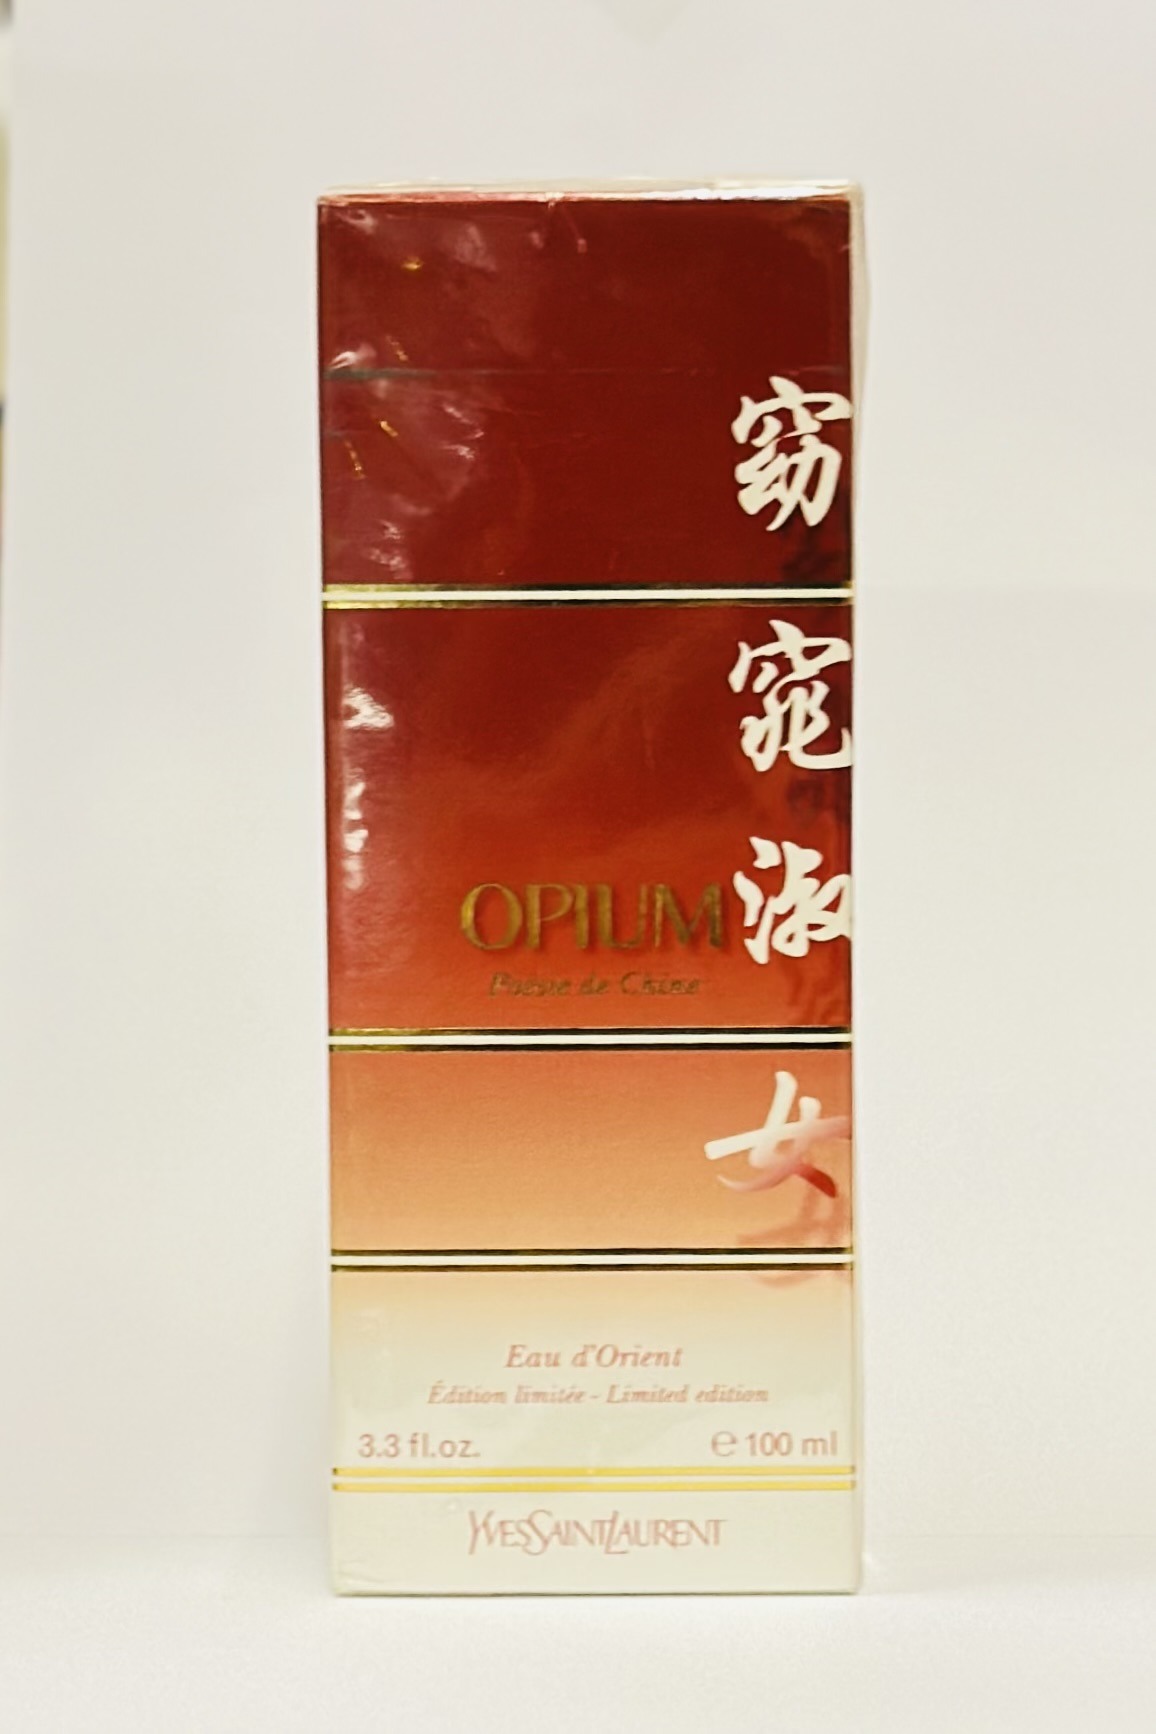 窈窕淑女
OPIUM
Poésie de Chine
Eau d'Orient
Édition limitée - Limited edition
3.3 fl.oz. ℮ 100 ml
YVESSAINTLAURENT